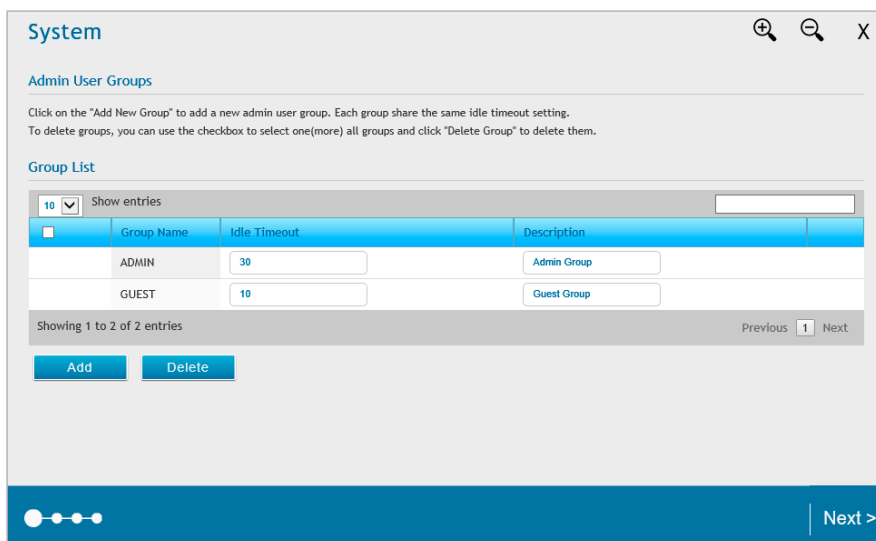 System
X
Admin User Groups
Click on the "Add New Group" to add a new admin user group. Each group share the same idle timeout setting.
To delete groups, you can use the checkbox to select one(more) all groups and click "Delete Group" to delete them.
Group List
10 Show entries
Group Name Idle Timeout Description
ADMIN 30 Admin Group
GUEST 10 Guest Group
Showing 1 to 2 of 2 entries Previous 1 Next
Add Delete
Next >